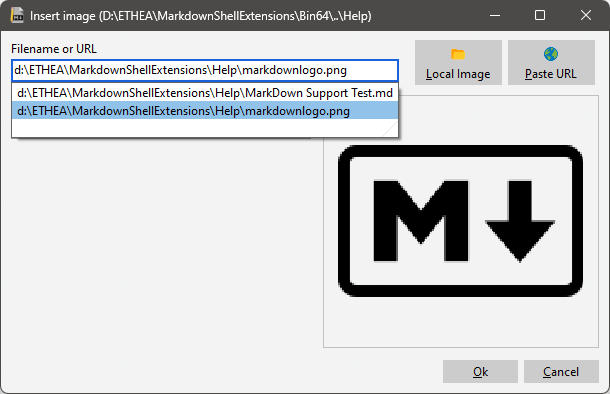 Insert image (D:\ETHEA\MarkdownShellExtensions\Bin64\..\Help)
Filename or URL
d:\ETHEA\MarkdownShellExtensions\Help\markdownlogo.png
d:\ETHEA\MarkdownShellExtensions\Help\MarkDown Support Test.md
d:\ETHEA\MarkdownShellExtensions\Help\markdownlogo.png
Local Image
Paste URL
M
Ok
Cancel